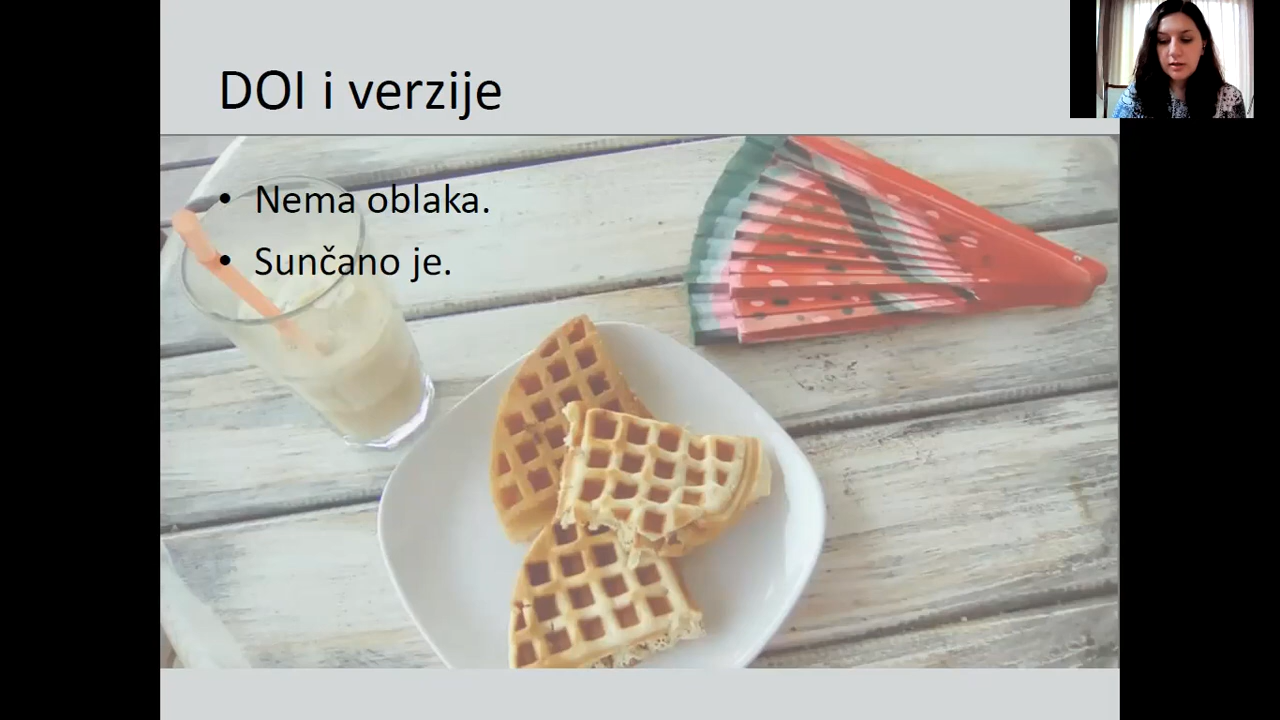 DOI i verzije
• Nema oblaka.
• Sunčano je.